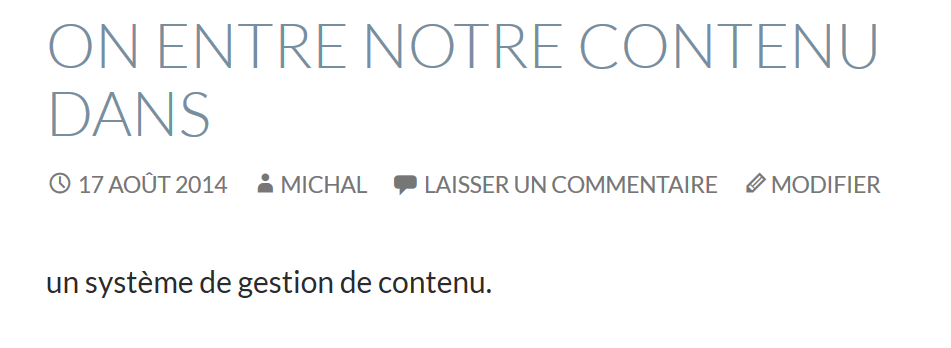 ON ENTRE NOTRE CONTENU
DANS
17 AOÛT 2014 MICHAL LAISSER UN COMMENTAIRE MODIFIER
un système de gestion de contenu.